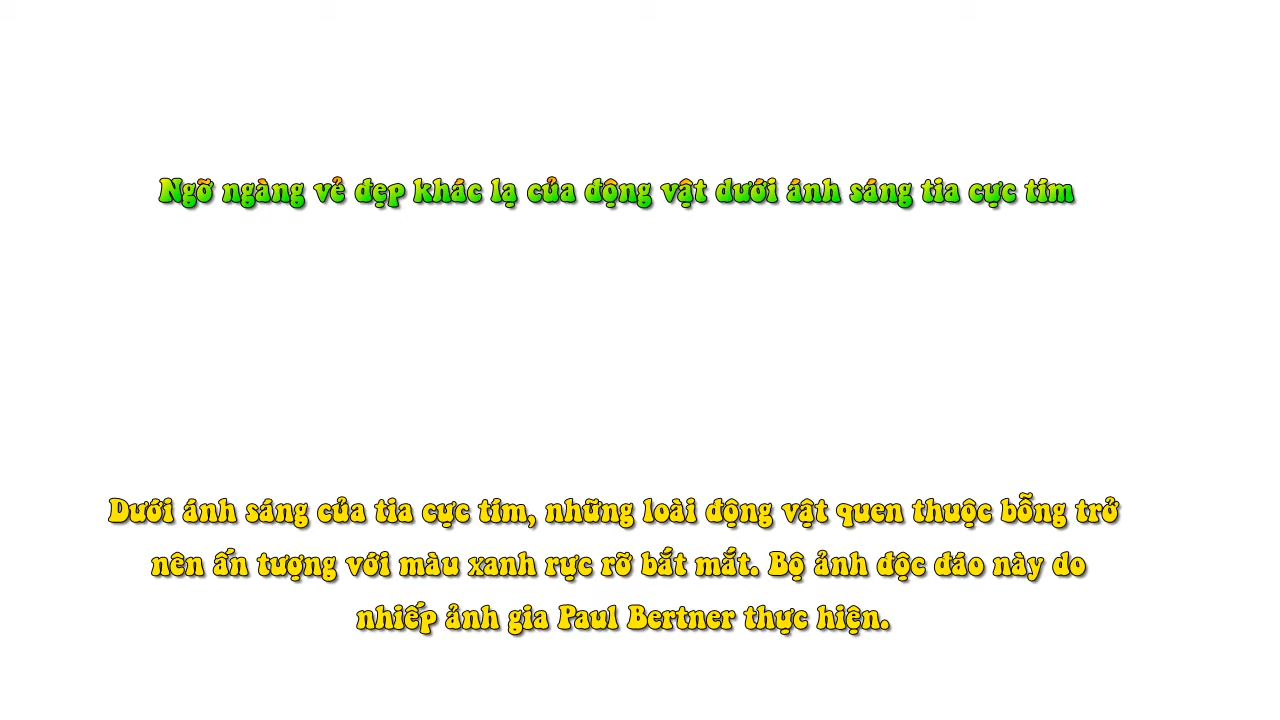 Ngỡ ngàng vẻ đẹp khác lạ của động vật dưới ánh sáng tia cực tím
Dưới ánh sáng của tia cực tím, những loài động vật quen thuộc bỗng trở
nên ấn tượng với màu xanh rực rỡ bắt mắt. Bộ ảnh độc đáo này do
nhiếp ảnh gia Paul Bertner thực hiện.